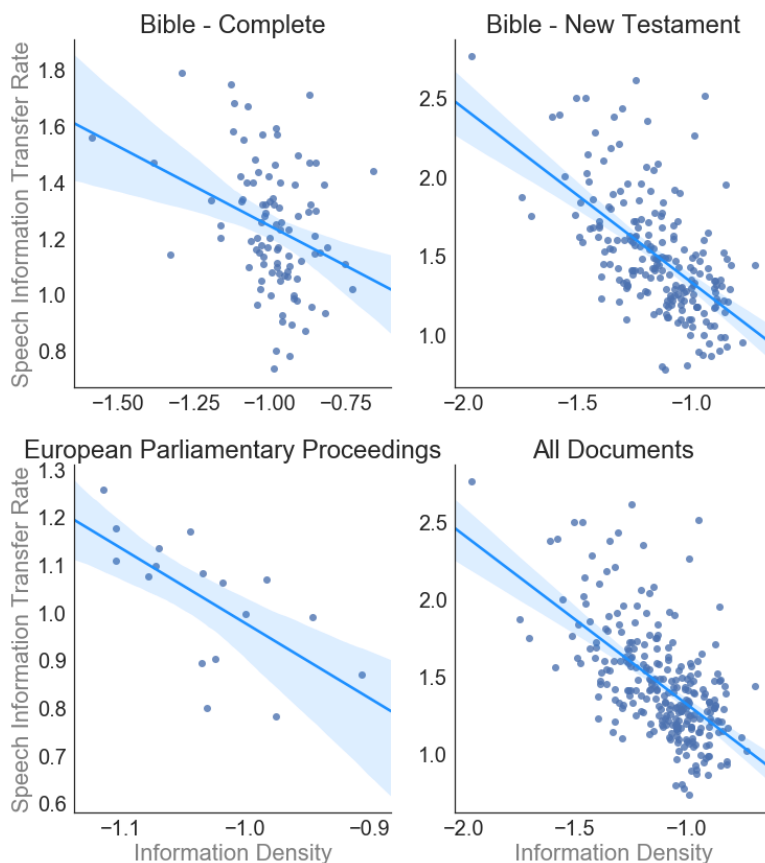 Bible - Complete
Speech Information Transfer Rate
1.8
1.6
1.4
1.2
1.0
0.8
−1.50 −1.25 −1.00 −0.75
Bible - New Testament
2.5
2.0
1.5
1.0
−2.0 −1.5 −1.0
European Parliamentary Proceedings
Speech Information Transfer Rate
1.3
1.2
1.1
1.0
0.9
0.8
0.7
0.6
−1.1 −1.0 −0.9
Information Density
All Documents
2.5
2.0
1.5
1.0
−2.0 −1.5 −1.0
Information Density